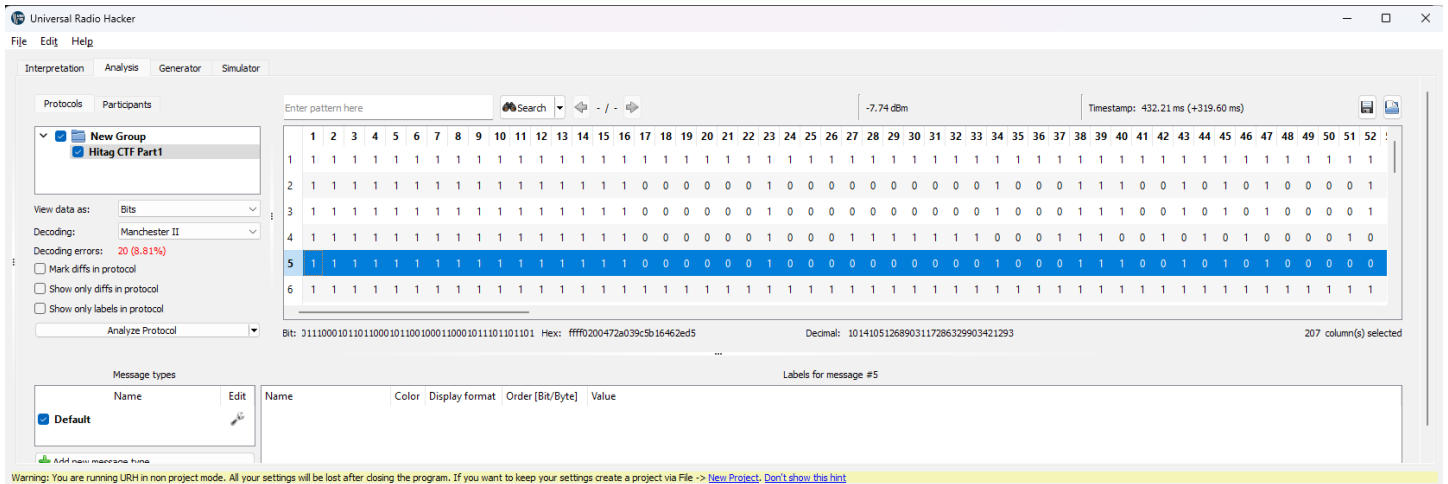 Universal Radio Hacker
File Edit Help
Interpretation Analysis Generator Simulator
Protocols Participants
Enter pattern here Search - / - -7.74 dBm Timestamp: 432.21 ms (+319.60 ms)
New Group
Hitag CTF Part1
1 2 3 4 5 6 7 8 9 10 11 12 13 14 15 16 17 18 19 20 21 22 23 24 25 26 27 28 29 30 31 32 33 34 35 36 37 38 39 40 41 42 43 44 45 46 47 48 49 50 51 52
1 1 1 1 1 1 1 1 1 1 1 1 1 1 1 1 1 1 1 1 1 1 1 1 1 1 1 1 1 1 1 1 1 1 1 1 1 1 1 1 1 1 1 1 1 1 1 1 1 1 1 1 1
2 1 1 1 1 1 1 1 1 1 1 1 1 1 1 1 1 0 0 0 0 0 0 1 0 0 0 0 0 0 0 0 0 0 1 0 0 0 1 1 1 0 0 1 0 1 0 1 0 0 0 0 1
3 1 1 1 1 1 1 1 1 1 1 1 1 1 1 1 1 0 0 0 0 0 0 1 0 0 0 0 0 0 0 0 0 0 1 0 0 0 1 1 1 0 0 1 0 1 0 1 0 0 0 0 1
4 1 1 1 1 1 1 1 1 1 1 1 1 1 1 1 1 0 0 0 0 0 0 1 0 0 0 1 1 1 1 1 1 1 0 0 0 1 1 1 0 0 1 0 1 0 1 0 0 0 0 1 0
5 1 1 1 1 1 1 1 1 1 1 1 1 1 1 1 1 0 0 0 0 0 0 1 0 0 0 0 0 0 0 0 0 0 1 0 0 0 1 1 1 0 0 1 0 1 0 1 0 0 0 0 0
6 1 1 1 1 1 1 1 1 1 1 1 1 1 1 1 1 1 1 1 1 1 1 1 1 1 1 1 1 1 1 1 1 1 1 1 1 1 1 1 1 1 1 1 1 1 1 1 1 1 1 1 1
View data as: Bits
Decoding: Manchester II
Decoding errors: 20 (8.81%)
Mark diffs in protocol
Show only diffs in protocol
Show only labels in protocol
Analyze Protocol
Bit: 0111000101101100010110010001100010111011011 01 Hex: ffff0200472a039c5b16462ed5 Decimal: 1014105126890311728632990342 1293 207 column(s) selected
Message types
Name Edit
Default
Add new message type
Labels for message #5
Name Color Display format Order [Bit/Byte] Value
Warning: You are running URH in non project mode. All your settings will be lost after closing the program. If you want to keep your settings create a project via File -> New Project. Don't show this hint